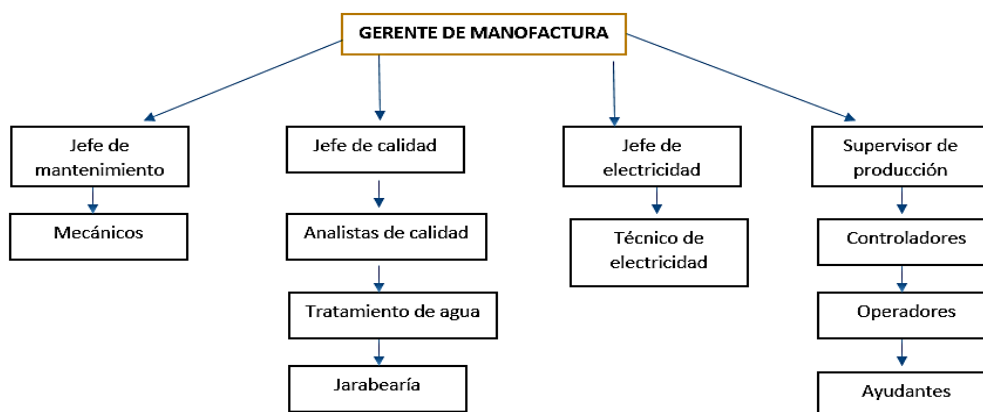 GERENTE DE MANOFACTURA
Jefe de
mantenimiento
Jefe de calidad
Jefe de
electricidad
Supervisor de
producción
Mecánicos
Analistas de calidad
Técnico de
electricidad
Controladores
Tratamiento de agua
Operadores
Jarabearía
Ayudantes